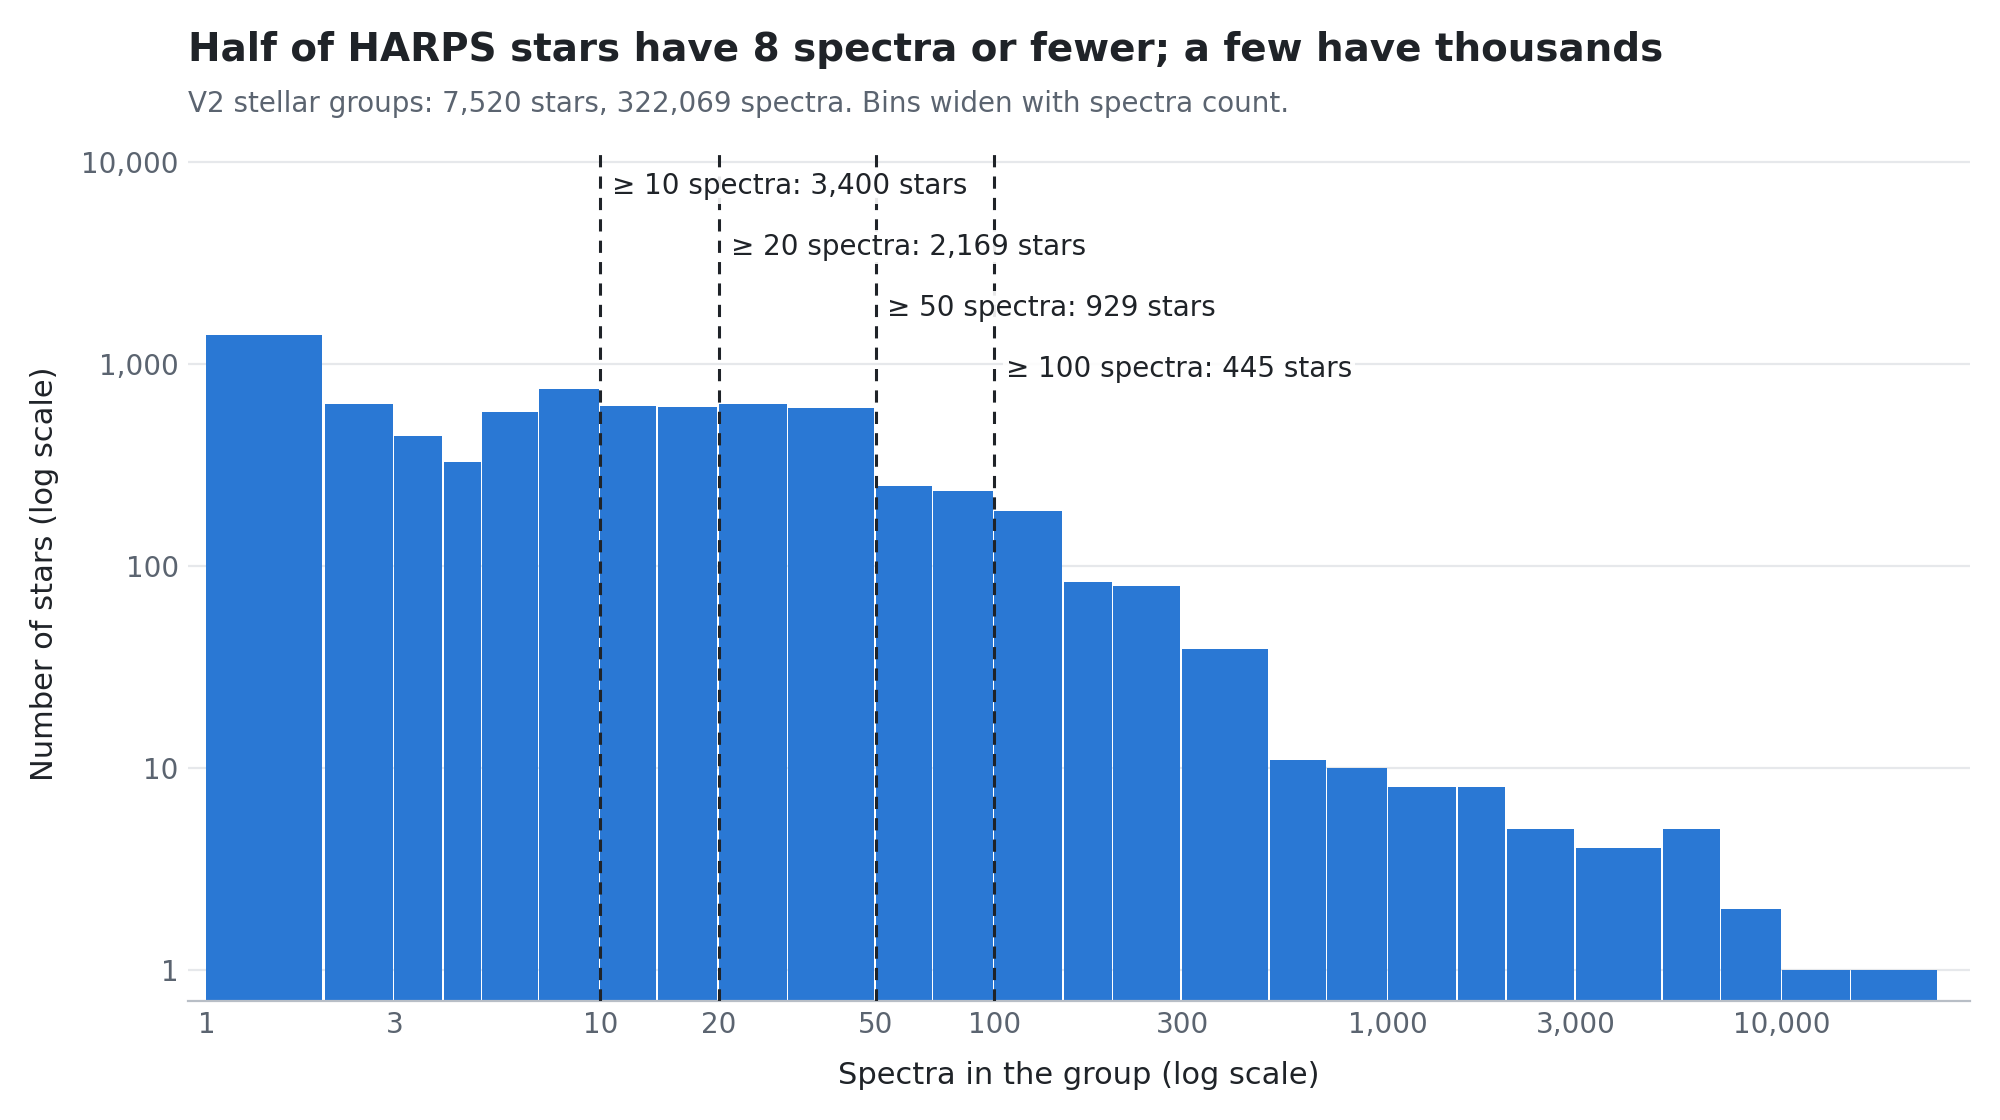 Half of HARPS stars have 8 spectra or fewer; a few have thousands
V2 stellar groups: 7,520 stars, 322,069 spectra. Bins widen with spectra count.
10,000
≥ 10 spectra: 3,400 stars
≥ 20 spectra: 2,169 stars
≥ 50 spectra: 929 stars
1,000
≥ 100 spectra: 445 stars
100
10
1
Number of stars (log scale)
1 3 10 20 50 100 300 1,000 3,000 10,000
Spectra in the group (log scale)